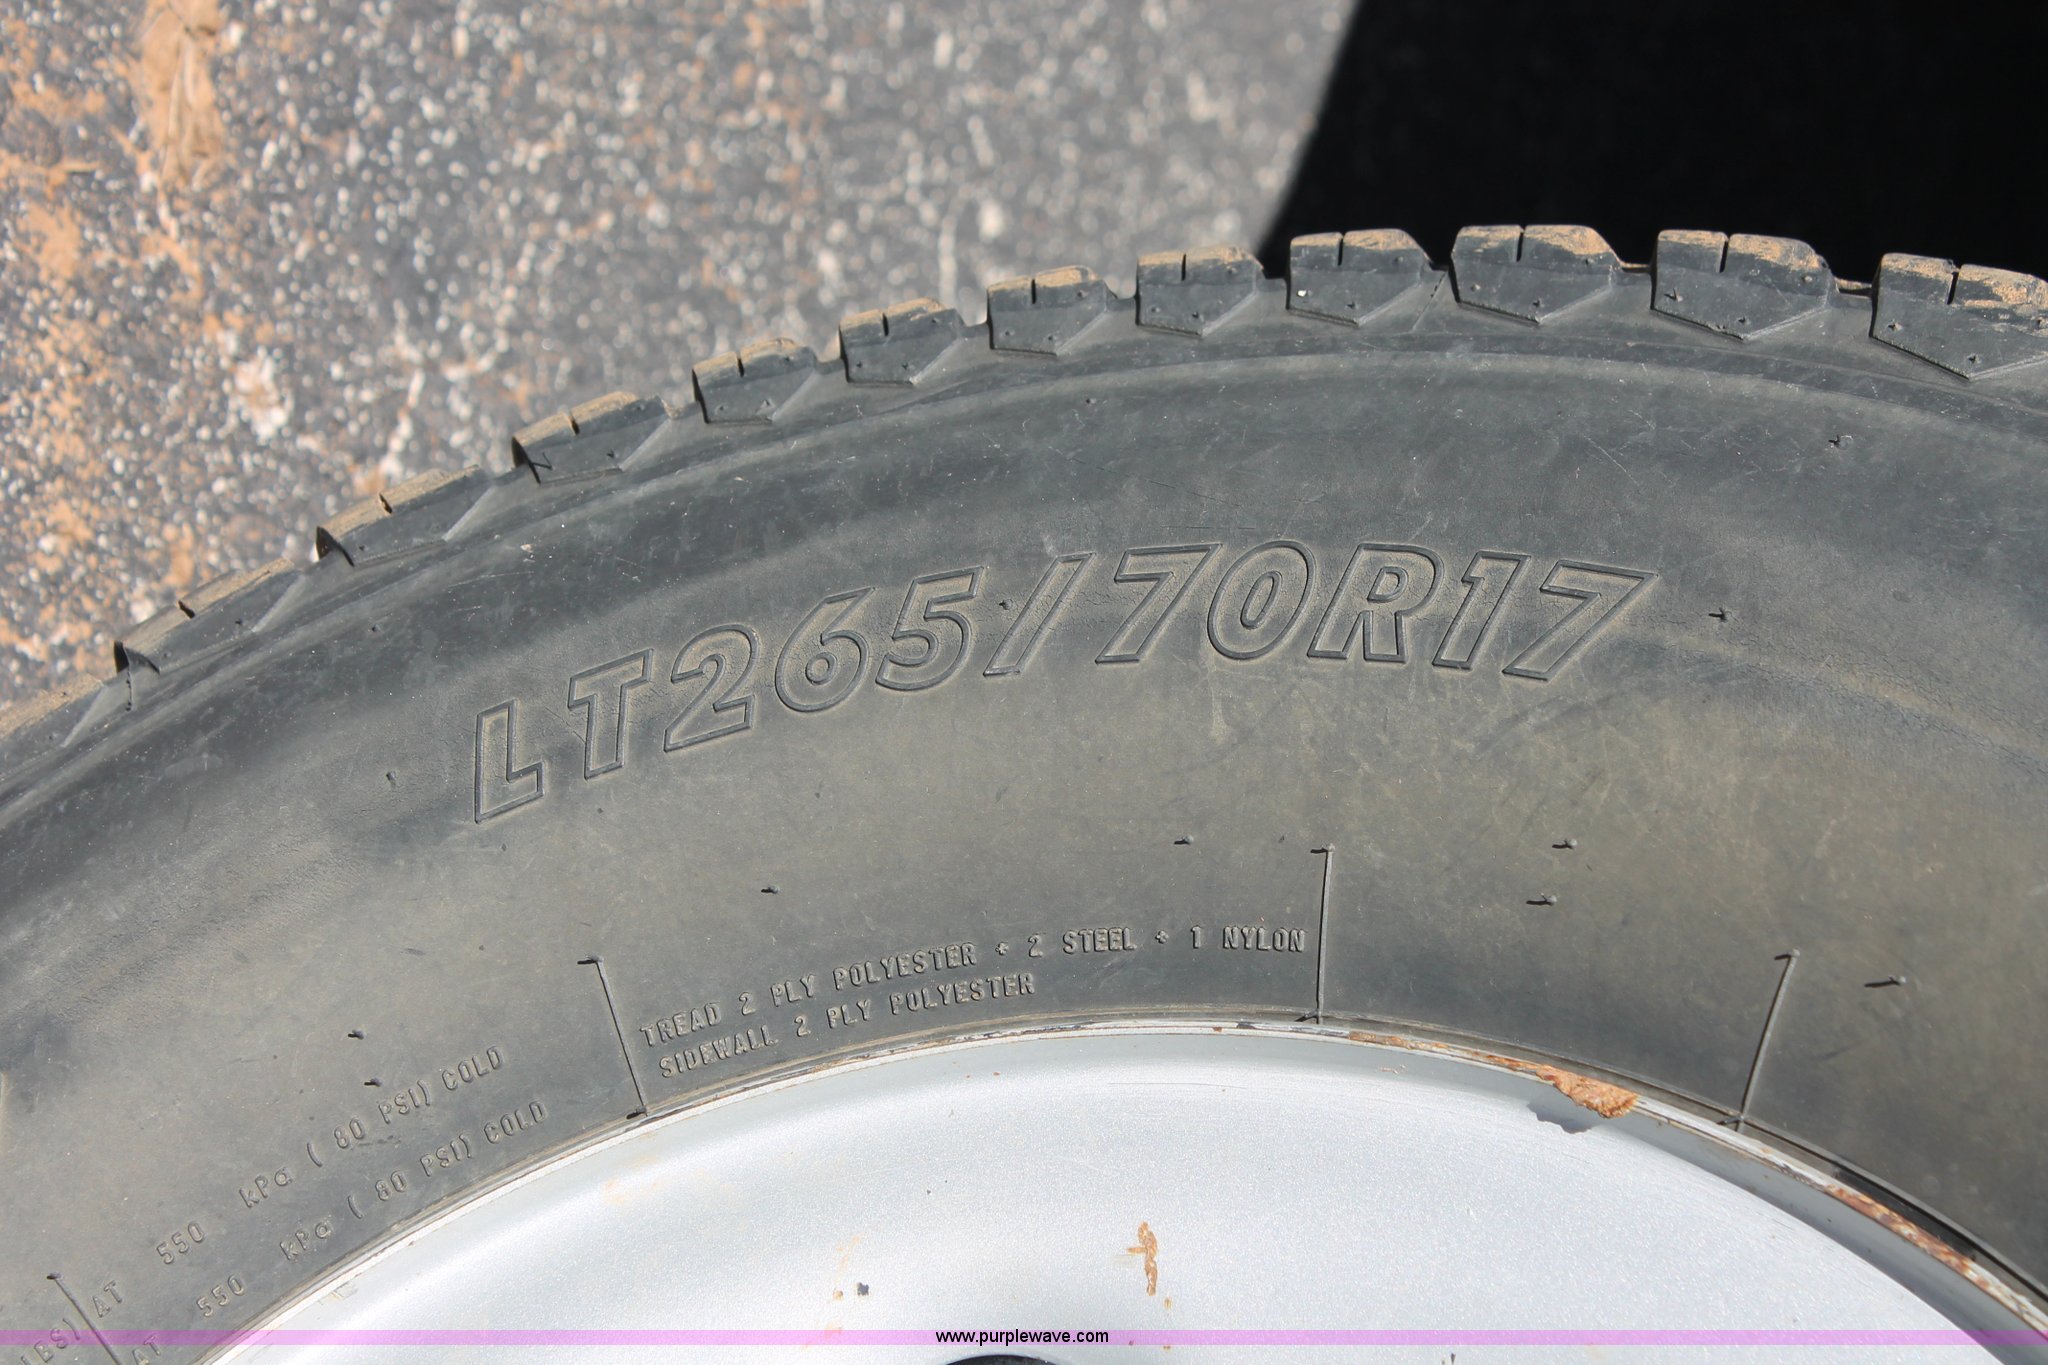 LT265/70R17
TREAD 2 PLY POLYESTER + 2 STEEL + 1 NYLON
SIDEWALL 2 PLY POLYESTER
AT 550 kPa ( 80 PSI) COLD
LBS) AT 550 kPa ( 80 PSI) COLD
www.purplewave.com